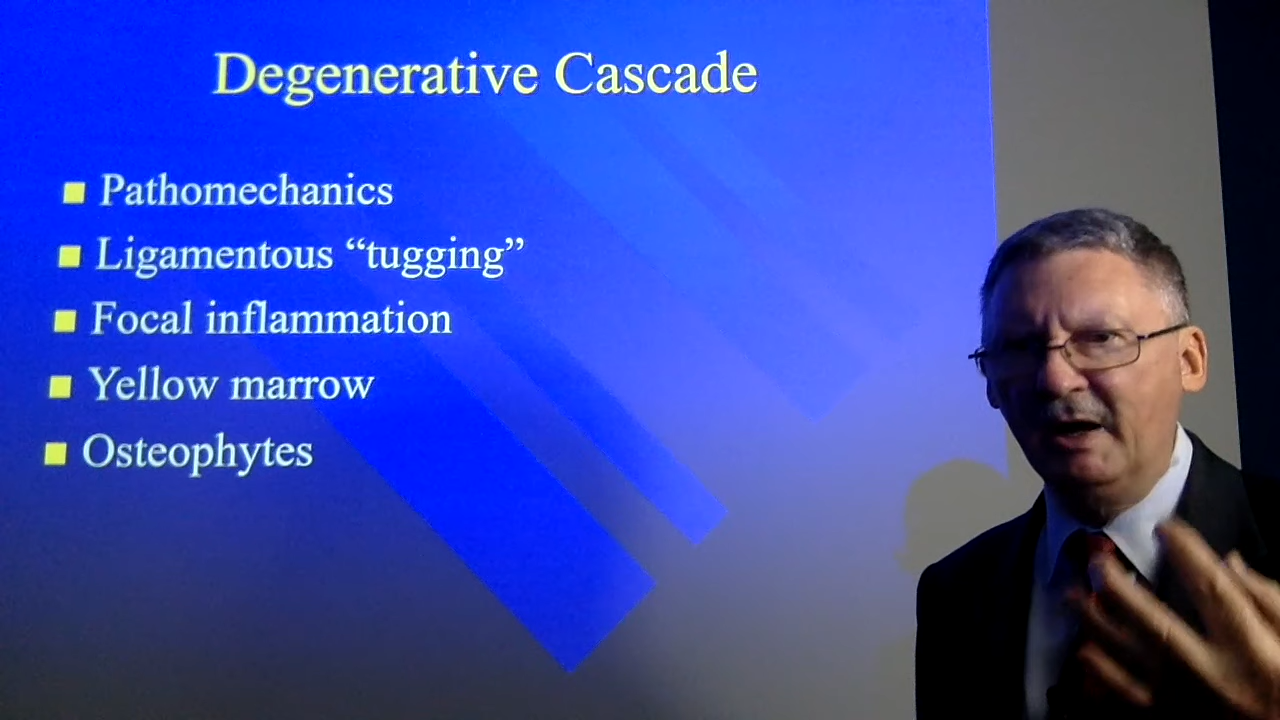 Degenerative Cascade
Pathomechanics
Ligamentous “tugging”
Focal inflammation
Yellow marrow
Osteophytes